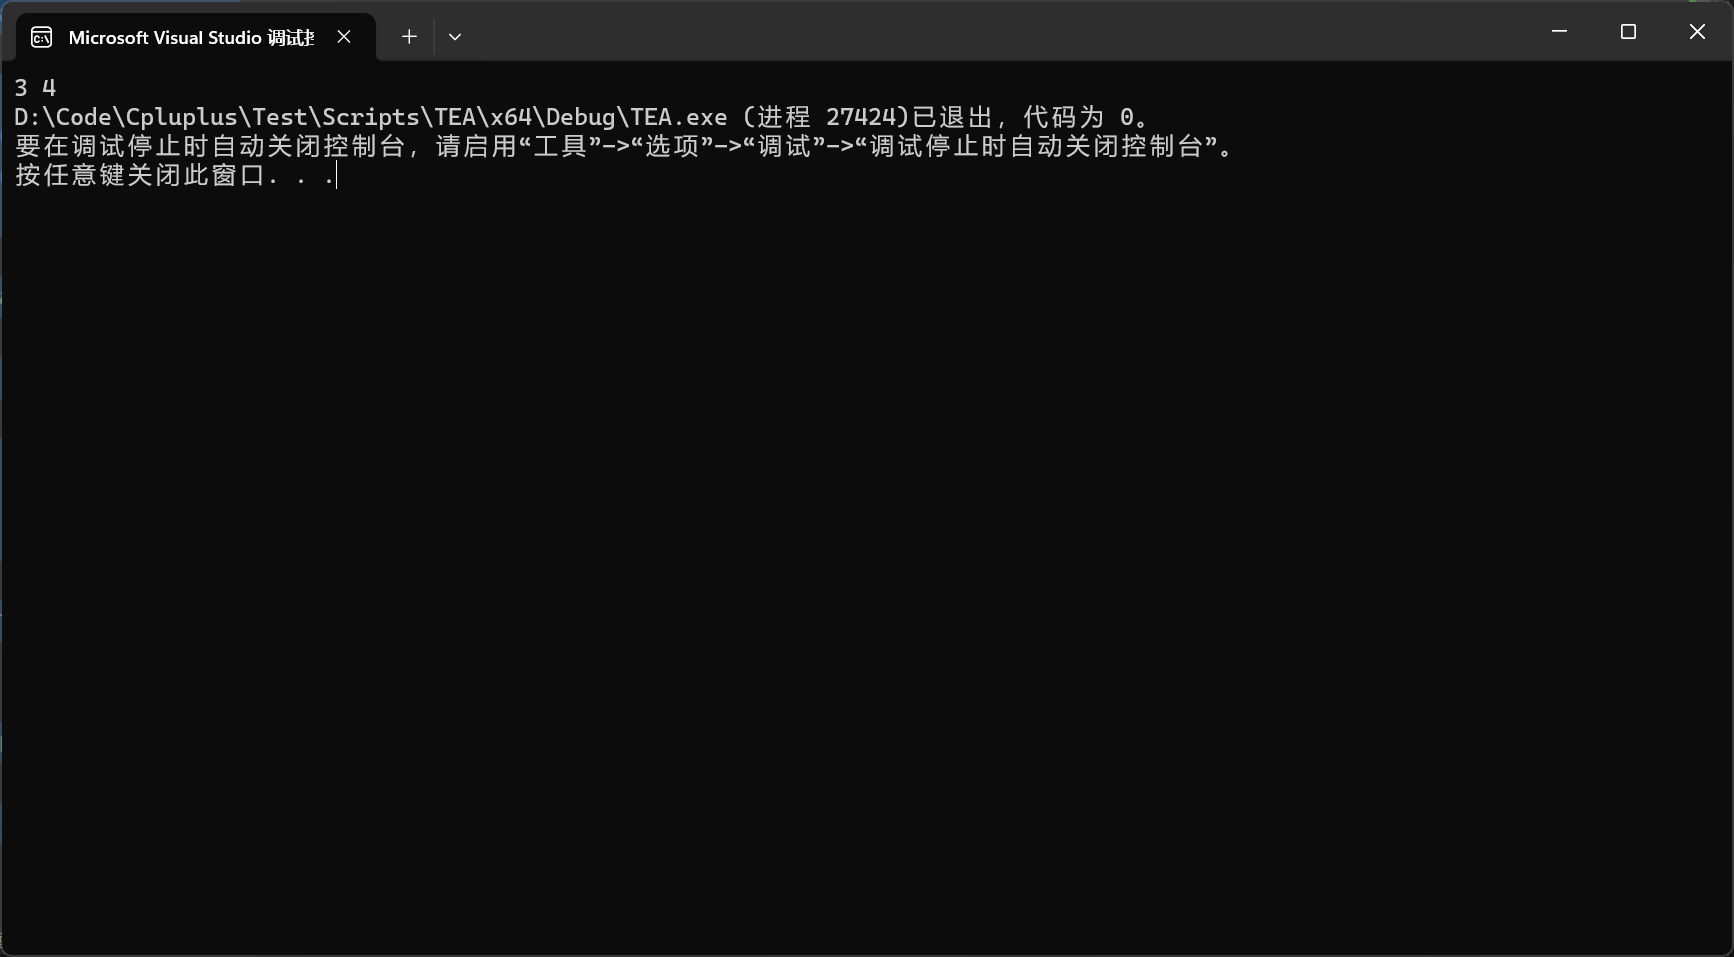 Microsoft Visual Studio 调试
3 4
D:\Code\Cpluplus\Test\Scripts\TEA\x64\Debug\TEA.exe (进程 27424)已退出，代码为 0。
要在调试停止时自动关闭控制台，请启用“工具”->“选项”->“调试”->“调试停止时自动关闭控制台”。
按任意键关闭此窗口. . .